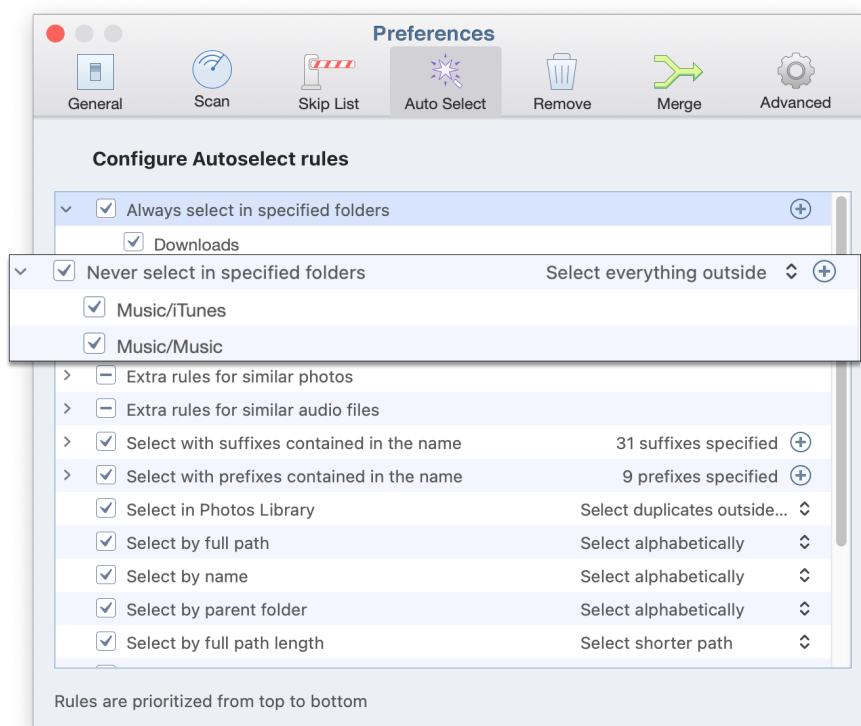 Preferences
General Scan Skip List Auto Select Remove Merge Advanced
Configure Autoselect rules
Always select in specified folders
Downloads
Never select in specified folders Select everything outside
Music/iTunes
Music/Music
Extra rules for similar photos
Extra rules for similar audio files
Select with suffixes contained in the name 31 suffixes specified
Select with prefixes contained in the name 9 prefixes specified
Select in Photos Library Select duplicates outside...
Select by full path Select alphabetically
Select by name Select alphabetically
Select by parent folder Select alphabetically
Select by full path length Select shorter path
Rules are prioritized from top to bottom